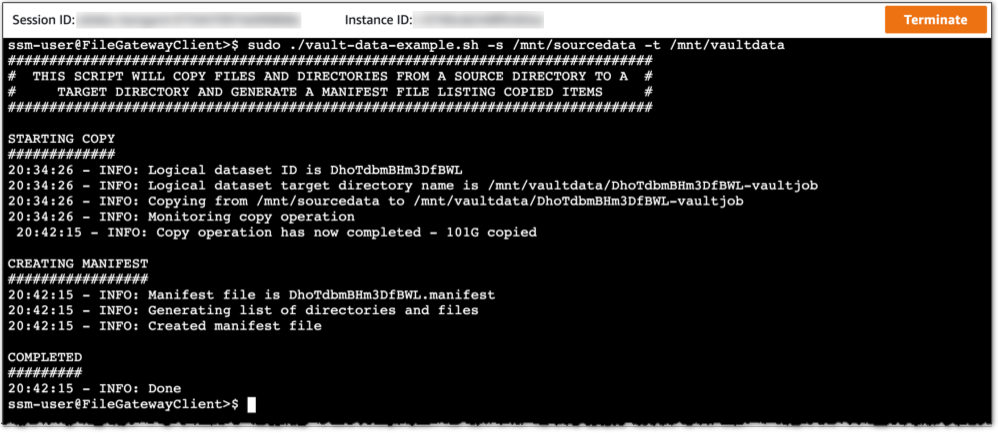 Session ID:
Instance ID:
Terminate
ssm-user@FileGatewayClient>$ sudo ./vault-data-example.sh -s /mnt/sourcedata -t /mnt/vaultdata
##############################################################################
#  THIS SCRIPT WILL COPY FILES AND DIRECTORIES FROM A SOURCE DIRECTORY TO A  #
#     TARGET DIRECTORY AND GENERATE A MANIFEST FILE LISTING COPIED ITEMS     #
##############################################################################
STARTING COPY
#############
20:34:26 - INFO: Logical dataset ID is DhoTdbmBHm3DfBWL
20:34:26 - INFO: Logical dataset target directory name is /mnt/vaultdata/DhoTdbmBHm3DfBWL-vaultjob
20:34:26 - INFO: Copying from /mnt/sourcedata to /mnt/vaultdata/DhoTdbmBHm3DfBWL-vaultjob
20:34:26 - INFO: Monitoring copy operation
20:42:15 - INFO: Copy operation has now completed - 101G copied
CREATING MANIFEST
#################
20:42:15 - INFO: Manifest file is DhoTdbmBHm3DfBWL.manifest
20:42:15 - INFO: Generating list of directories and files
20:42:15 - INFO: Created manifest file
COMPLETED
#########
20:42:15 - INFO: Done
ssm-user@FileGatewayClient>$